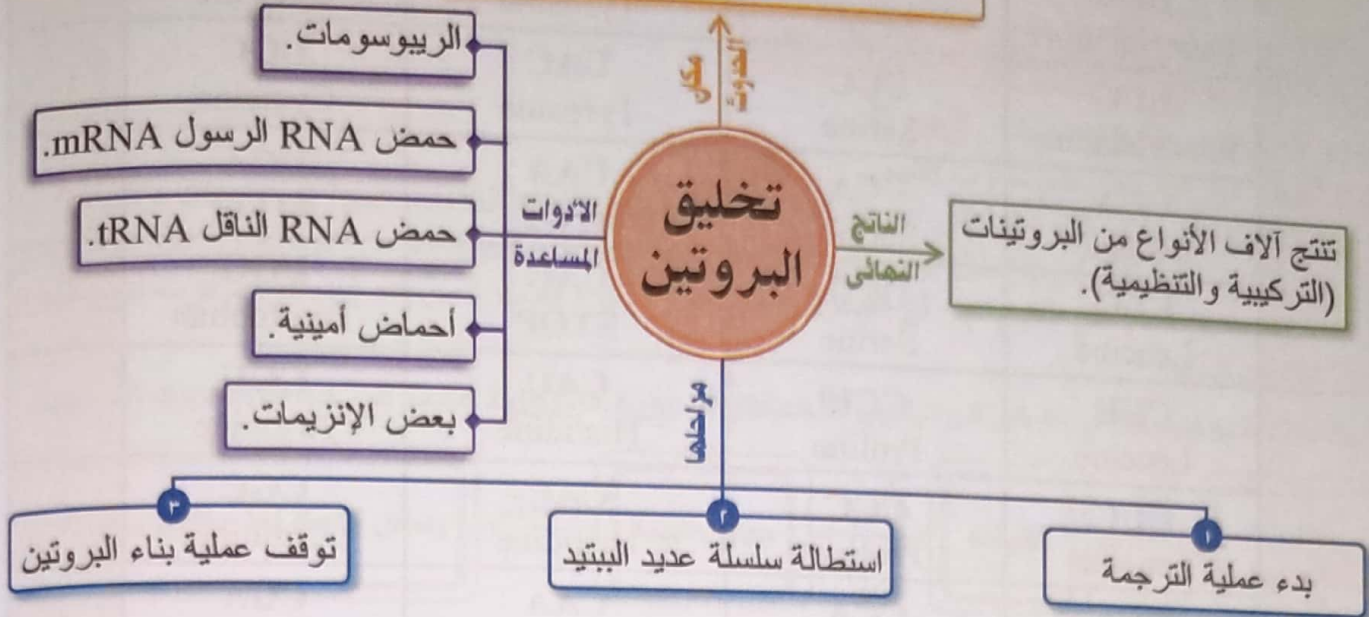 مكان
الحدوث
تخليق
البروتين
الأدوات
المساعدة
الريبوسومات.
حمض RNA الرسول mRNA.
حمض RNA الناقل tRNA.
أحماض أمينية.
بعض الإنزيمات.
الناتج
النهائى
تنتج آلاف الأنواع من البروتينات
(التركيبية والتنظيمية).
مراحلها
١
بدء عملية الترجمة
٢
استطالة سلسلة عديد الببتيد
٣
توقف عملية بناء البروتين